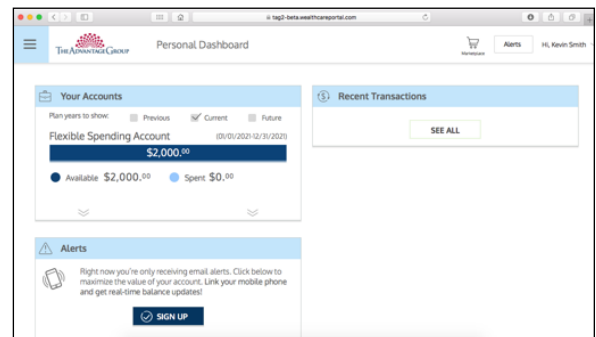 tag2-beta.wealthcareportal.com
THE ADVANTAGE GROUP
Personal Dashboard
Marketplace
Alerts
Hi, Kevin Smith
Your Accounts
Plan years to show:
Previous
Current
Future
Flexible Spending Account
(01/01/2021-12/31/2021)
$2,000.00
Available $2,000.00
Spent $0.00
Recent Transactions
SEE ALL
Alerts
Right now you're only receiving email alerts. Click below to
maximize the value of your account. Link your mobile phone
and get real-time balance updates!
SIGN UP